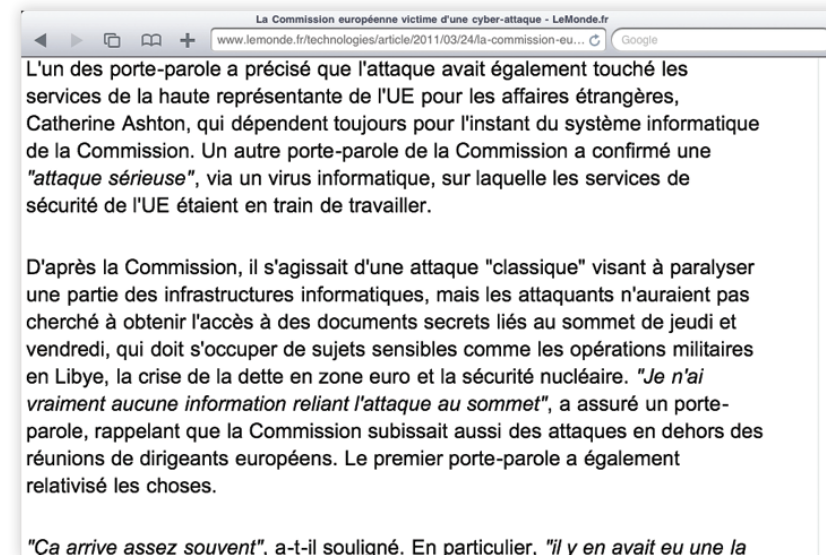 La Commission européenne victime d'une cyber-attaque - LeMonde.fr
www.lemonde.fr/technologies/article/2011/03/24/la-commission-eu... Google
L'un des porte-parole a précisé que l'attaque avait également touché les
services de la haute représentante de l'UE pour les affaires étrangères,
Catherine Ashton, qui dépendent toujours pour l'instant du système informatique
de la Commission. Un autre porte-parole de la Commission a confirmé une
"attaque sérieuse", via un virus informatique, sur laquelle les services de
sécurité de l'UE étaient en train de travailler.
D'après la Commission, il s'agissait d'une attaque "classique" visant à paralyser
une partie des infrastructures informatiques, mais les attaquants n'auraient pas
cherché à obtenir l'accès à des documents secrets liés au sommet de jeudi et
vendredi, qui doit s'occuper de sujets sensibles comme les opérations militaires
en Libye, la crise de la dette en zone euro et la sécurité nucléaire. "Je n'ai
vraiment aucune information reliant l'attaque au sommet", a assuré un porte-
parole, rappelant que la Commission subissait aussi des attaques en dehors des
réunions de dirigeants européens. Le premier porte-parole a également
relativisé les choses.
"Ca arrive assez souvent", a-t-il souligné. En particulier, "il y en avait eu une la